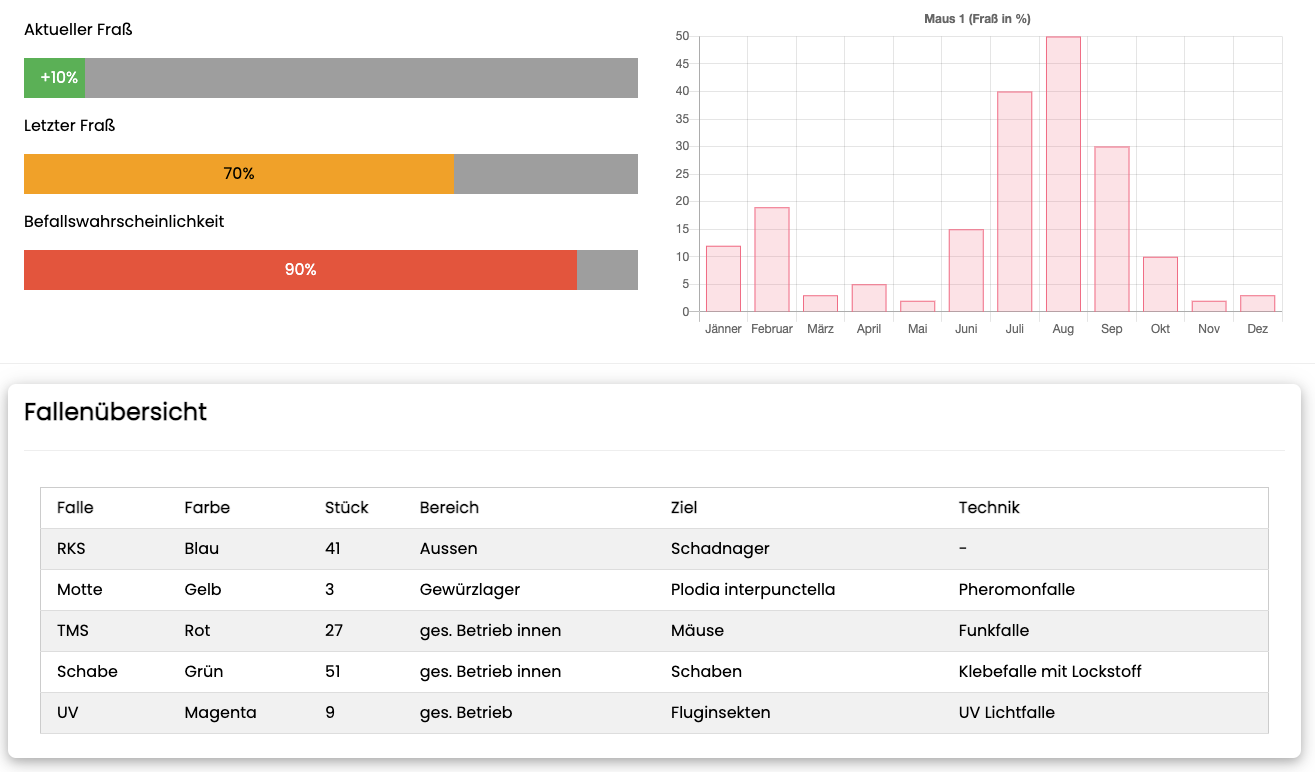 Aktueller Fraß
+10%
Letzter Fraß
70%
Befallswahrscheinlichkeit
90%
Maus 1 (Fraß in %)
50
45
40
35
30
25
20
15
10
5
0
Jänner Februar März April Mai Juni Juli Aug Sep Okt Nov Dez
Fallenübersicht
Falle Farbe Stück Bereich Ziel Technik
RKS Blau 41 Aussen Schadnager -
Motte Gelb 3 Gewürzlager Plodia interpunctella Pheromonfalle
TMS Rot 27 ges. Betrieb innen Mäuse Funkfalle
Schabe Grün 51 ges. Betrieb innen Schaben Klebefalle mit Lockstoff
UV Magenta 9 ges. Betrieb Fluginsekten UV Lichtfalle